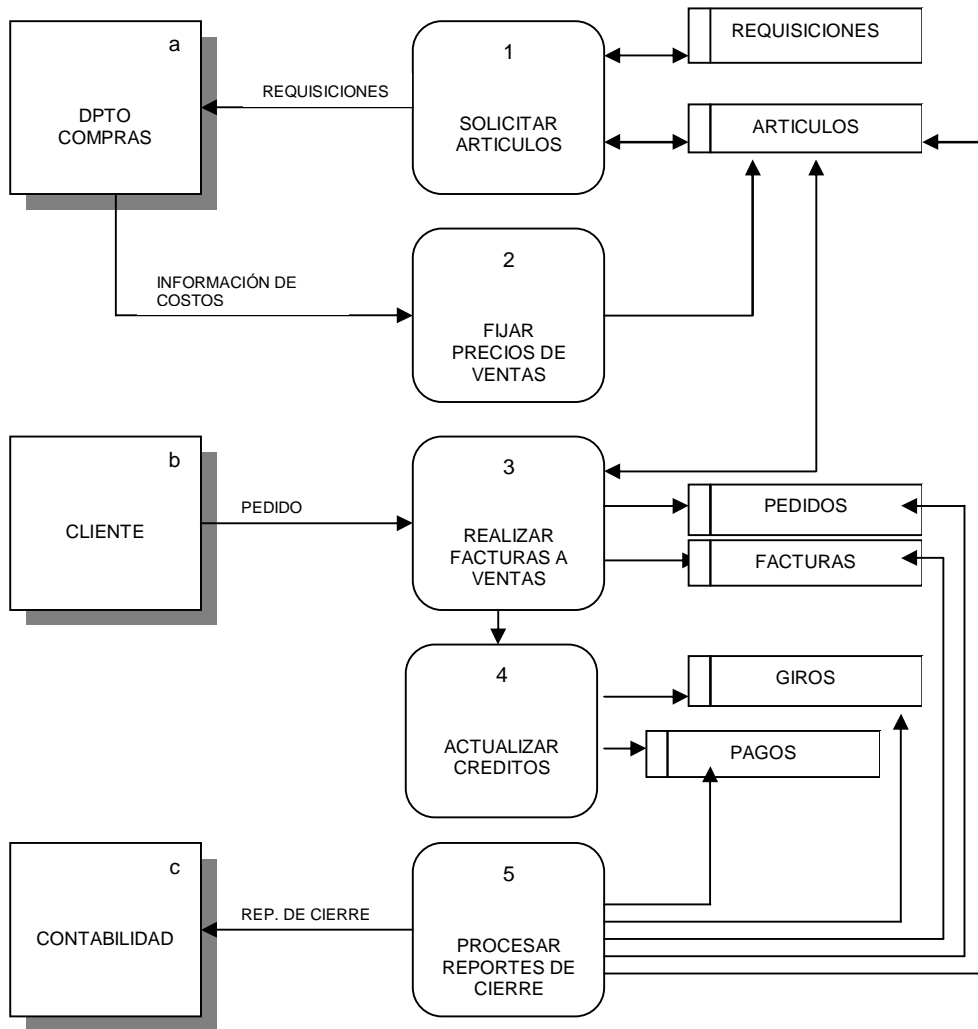 a
DPTO
COMPRAS
REQUISICIONES
1
SOLICITAR
ARTICULOS
REQUISICIONES
ARTICULOS
INFORMACIÓN DE
COSTOS
2
FIJAR
PRECIOS DE
VENTAS
b
CLIENTE
PEDIDO
3
REALIZAR
FACTURAS A
VENTAS
PEDIDOS
FACTURAS
4
ACTUALIZAR
CREDITOS
GIROS
PAGOS
c
CONTABILIDAD
REP. DE CIERRE
5
PROCESAR
REPORTES DE
CIERRE